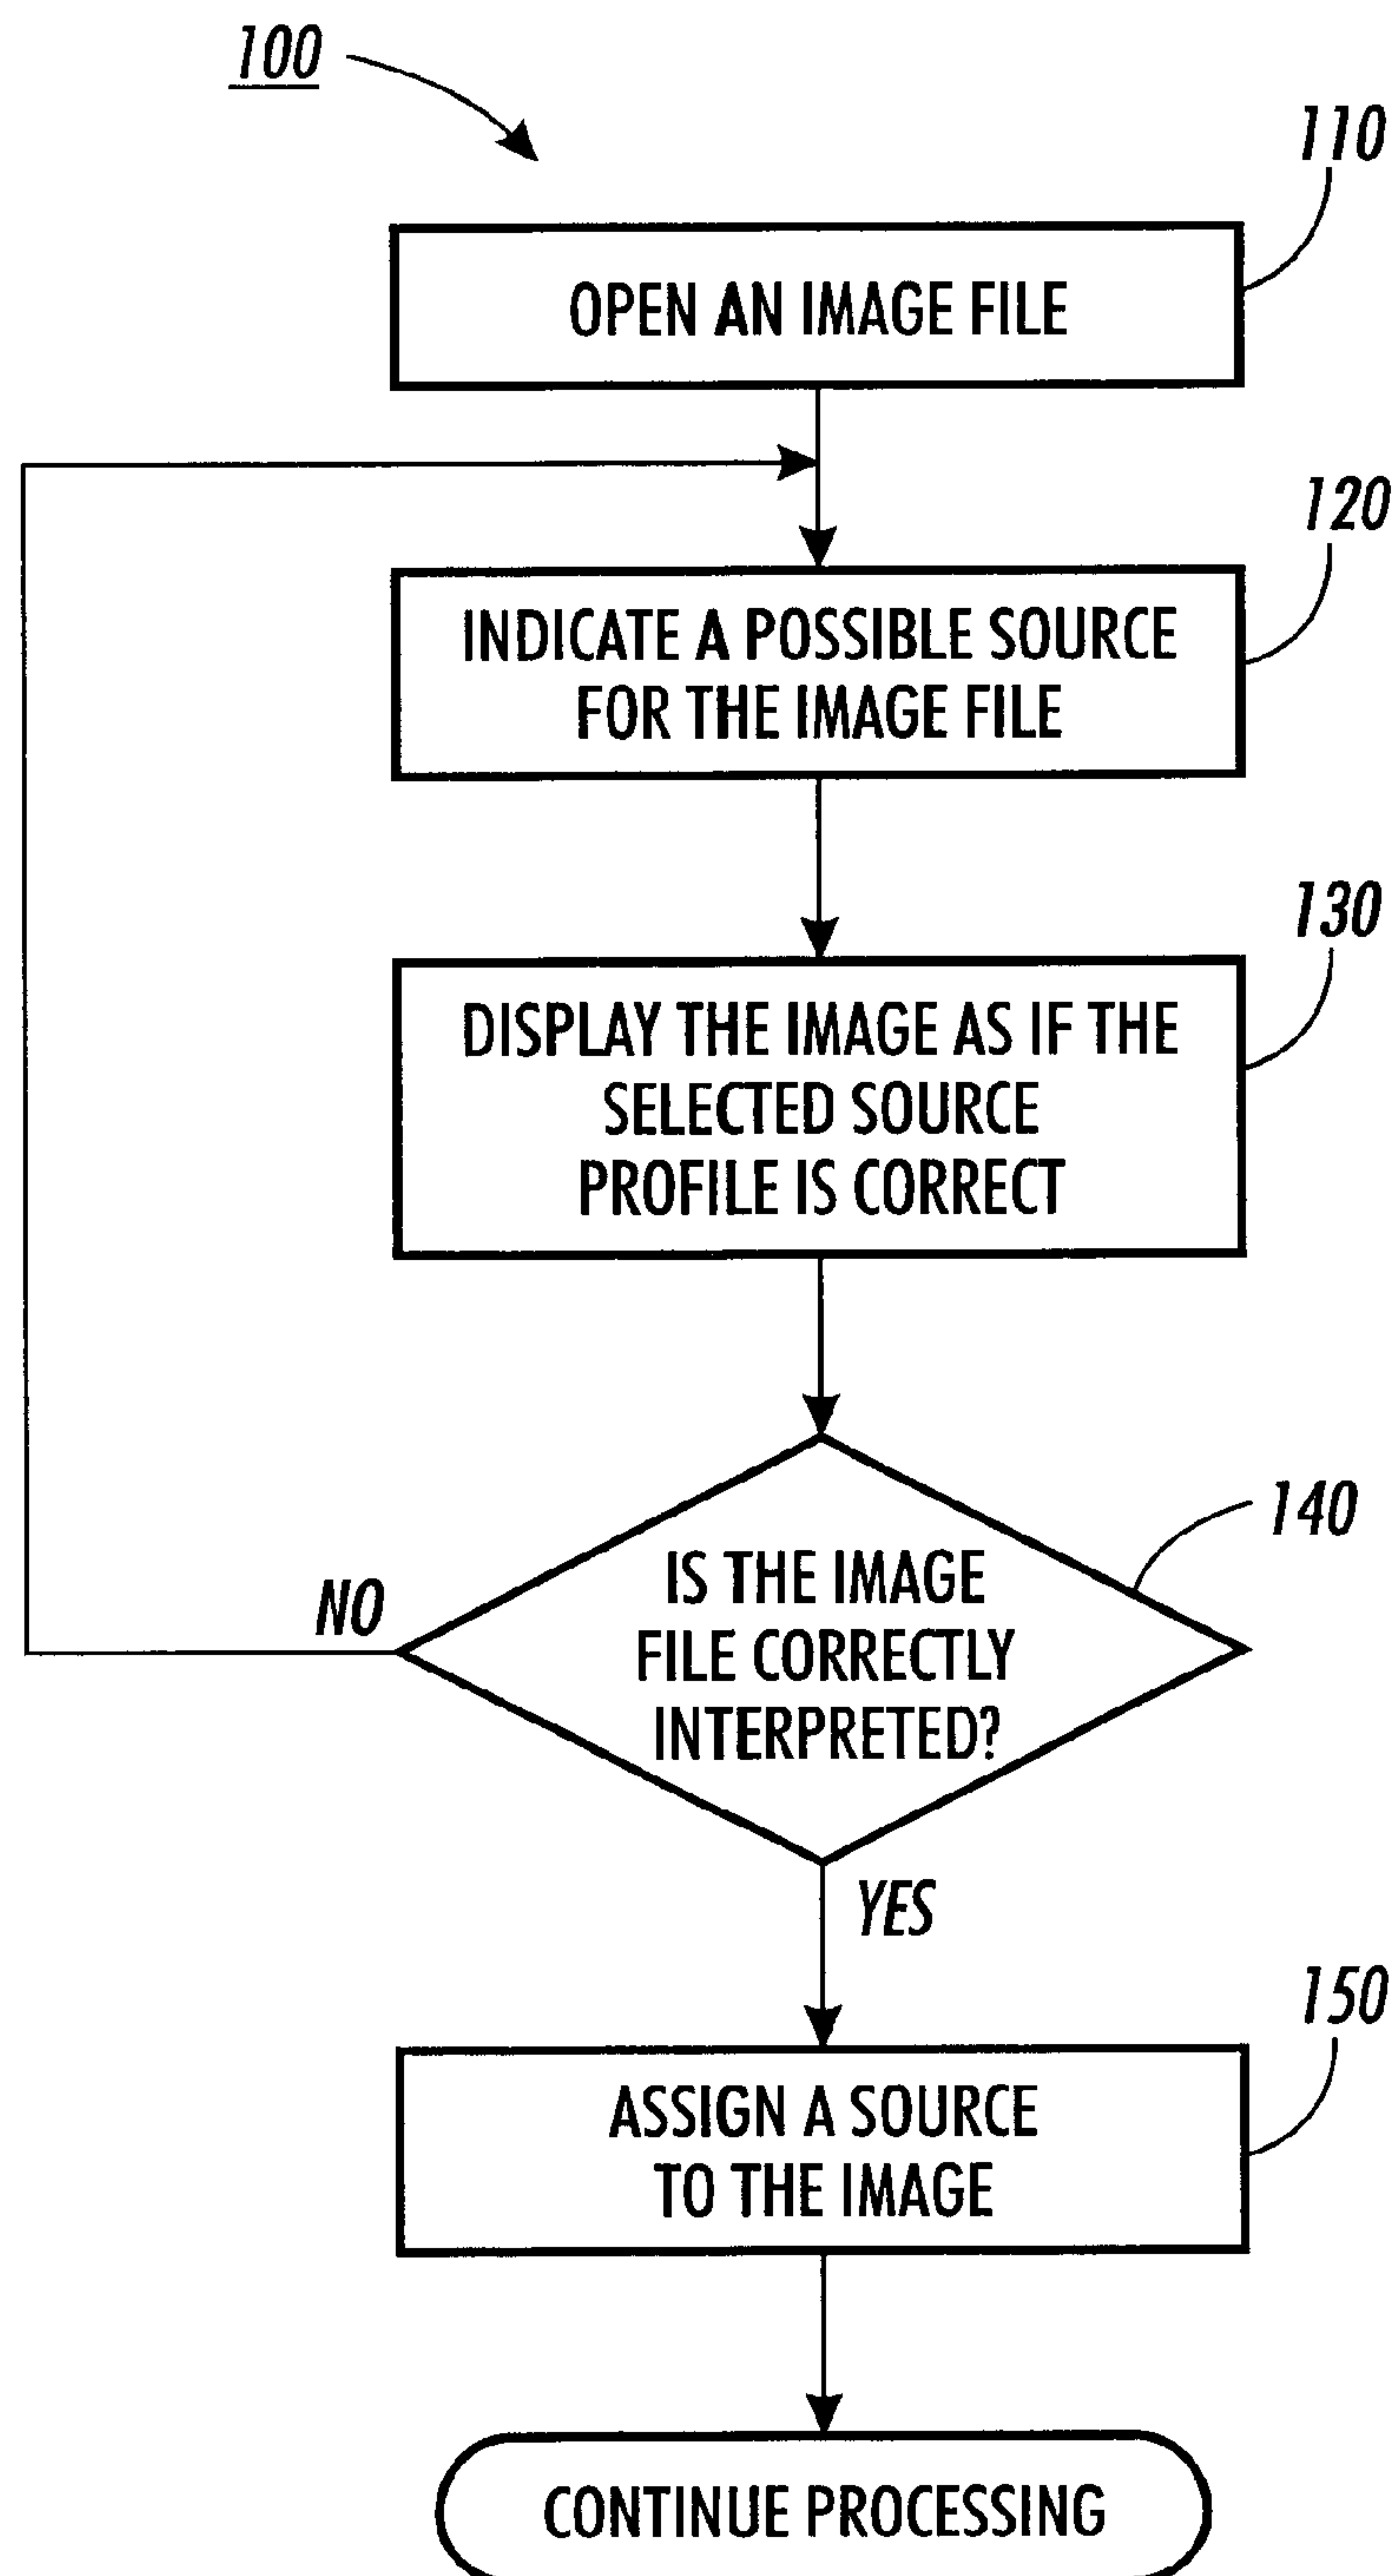 100
110
OPEN AN IMAGE FILE
120
INDICATE A POSSIBLE SOURCE
FOR THE IMAGE FILE
130
DISPLAY THE IMAGE AS IF THE
SELECTED SOURCE
PROFILE IS CORRECT
140
IS THE IMAGE
FILE CORRECTLY
INTERPRETED?
NO
YES
150
ASSIGN A SOURCE
TO THE IMAGE
CONTINUE PROCESSING